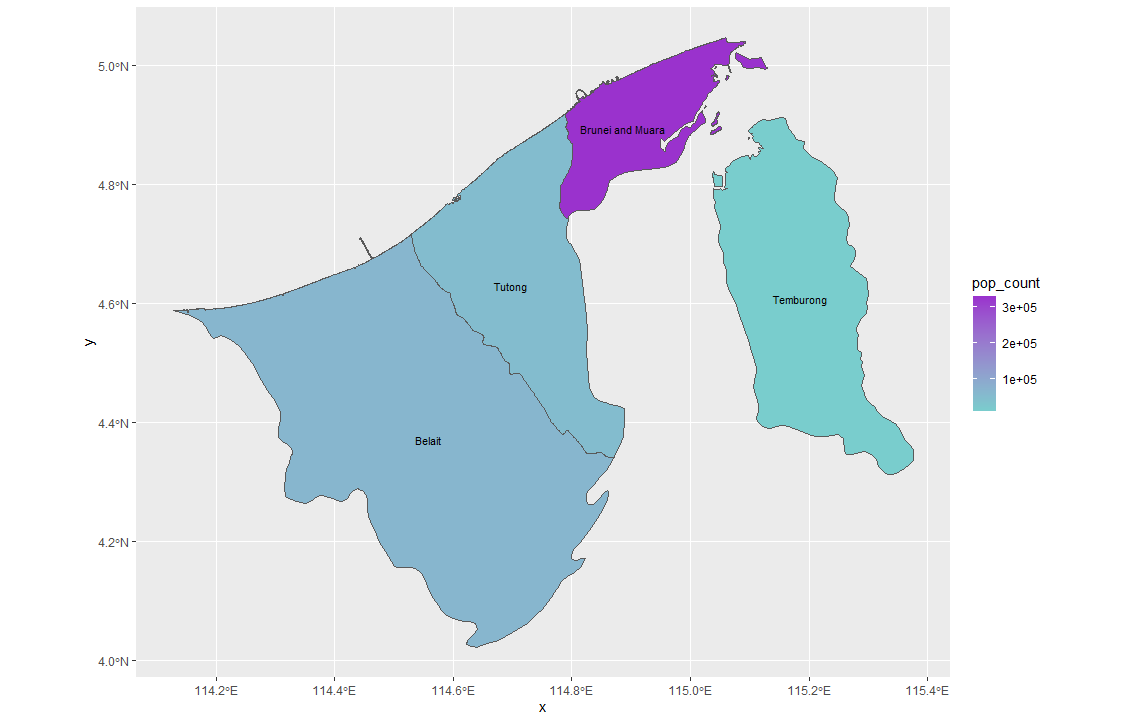 5.0°N
4.8°N
4.6°N
4.4°N
4.2°N
4.0°N
y
Brunei and Muara
Tutong
Temburong
Belait
114.2°E 114.4°E 114.6°E 114.8°E 115.0°E 115.2°E 115.4°E
x
pop_count
3e+05
2e+05
1e+05